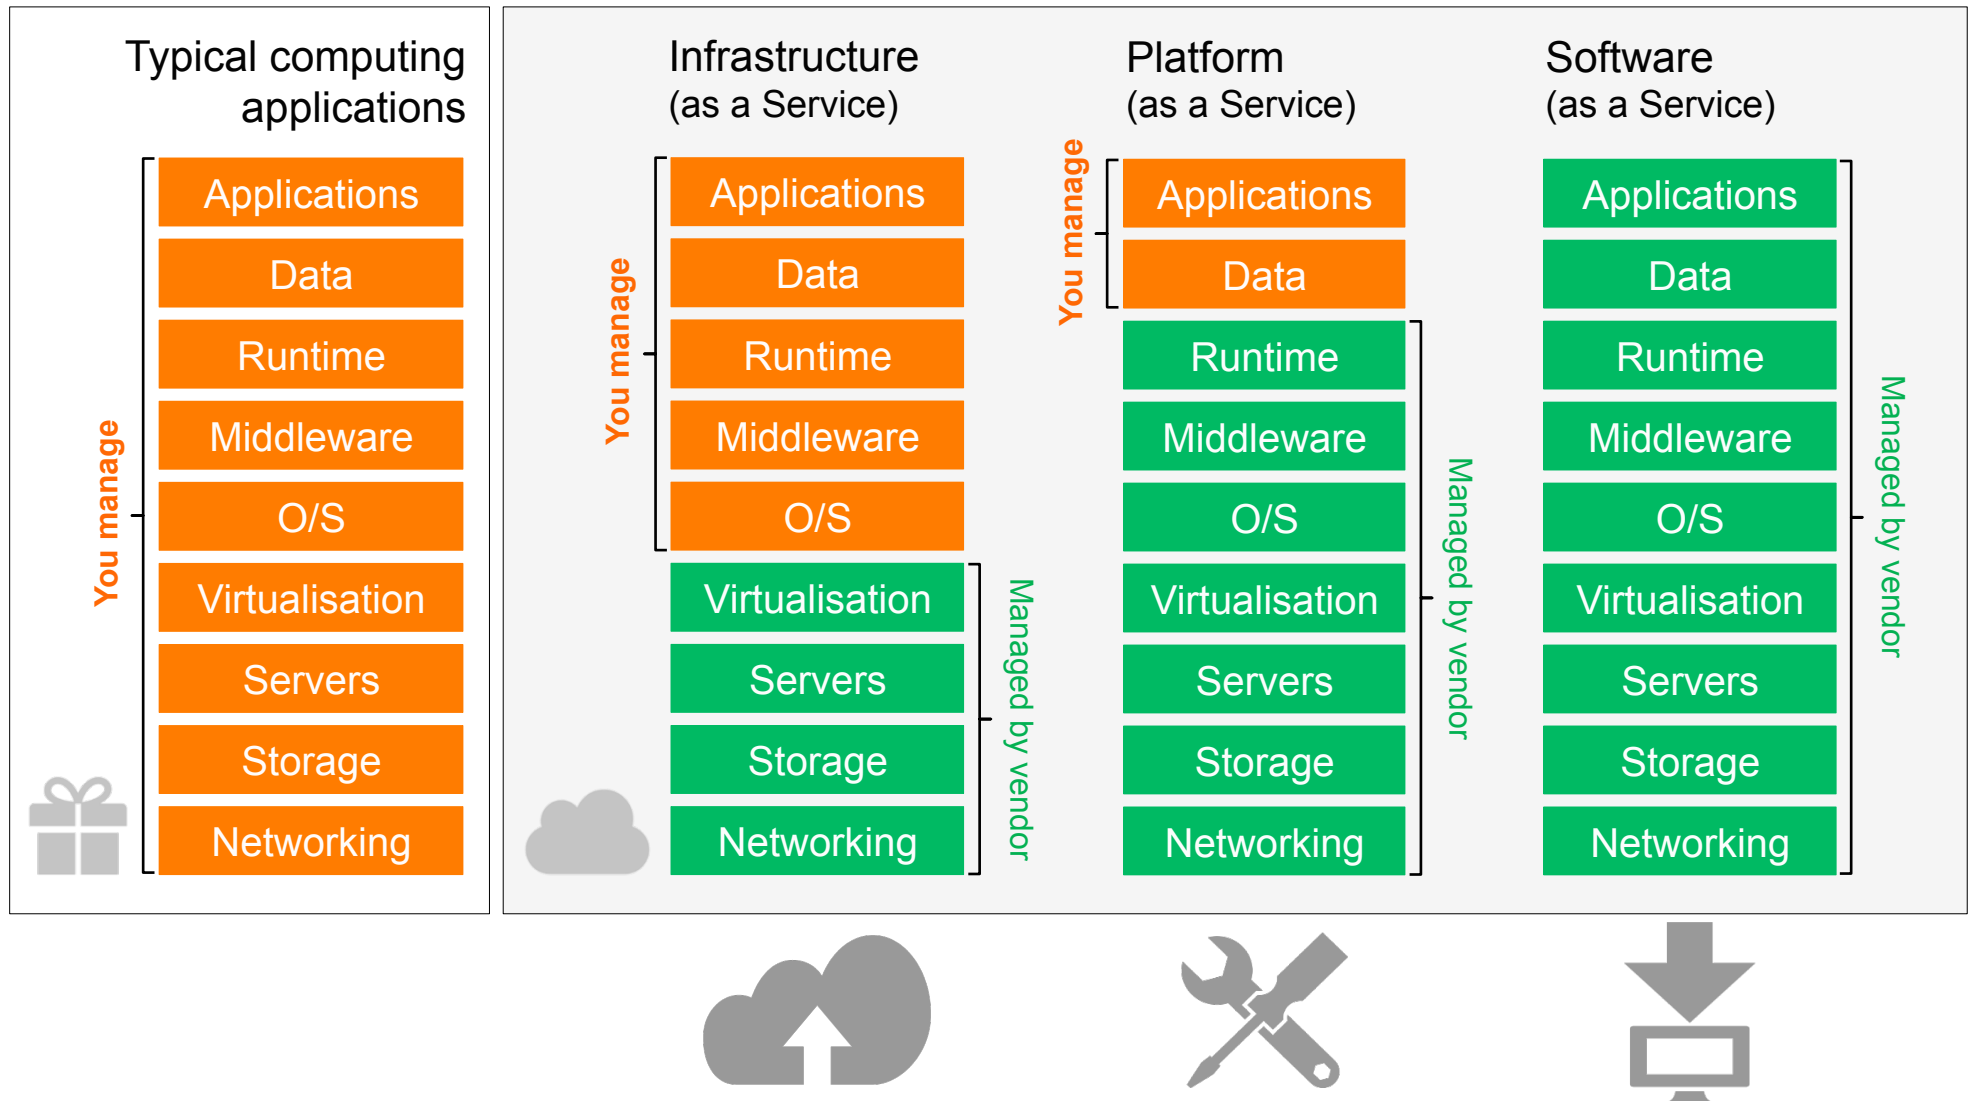 Typical computing
applications
You manage
Applications
Data
Runtime
Middleware
O/S
Virtualisation
Servers
Storage
Networking
Infrastructure
(as a Service)
You manage
Applications
Data
Runtime
Middleware
O/S
Virtualisation
Servers
Storage
Networking
Managed by vendor
Platform
(as a Service)
You manage
Applications
Data
Runtime
Middleware
O/S
Virtualisation
Servers
Storage
Networking
Managed by vendor
Software
(as a Service)
Applications
Data
Runtime
Middleware
O/S
Virtualisation
Servers
Storage
Networking
Managed by vendor